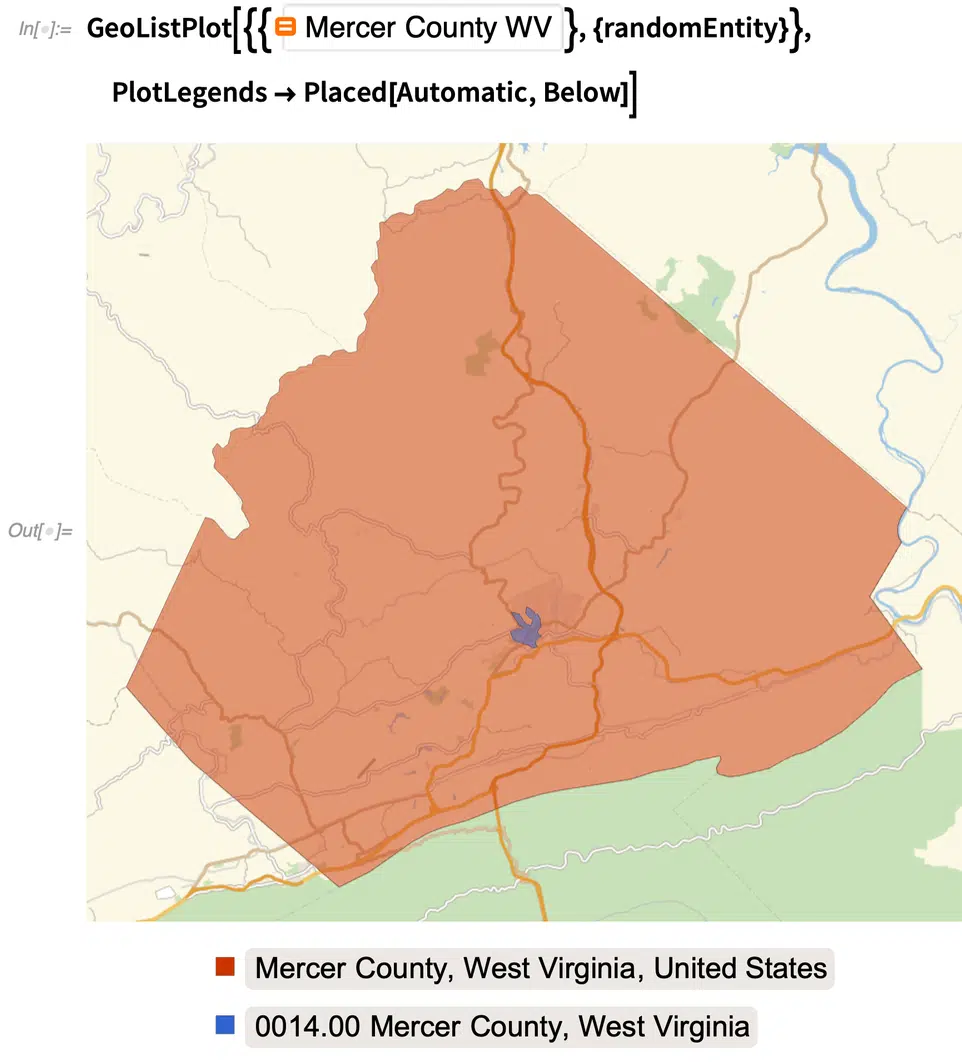 In[•]:= GeoListPlot[{{ Mercer County WV }, {randomEntity}},
PlotLegends → Placed[Automatic, Below]]
Out[•]=
Mercer County, West Virginia, United States
0014.00 Mercer County, West Virginia